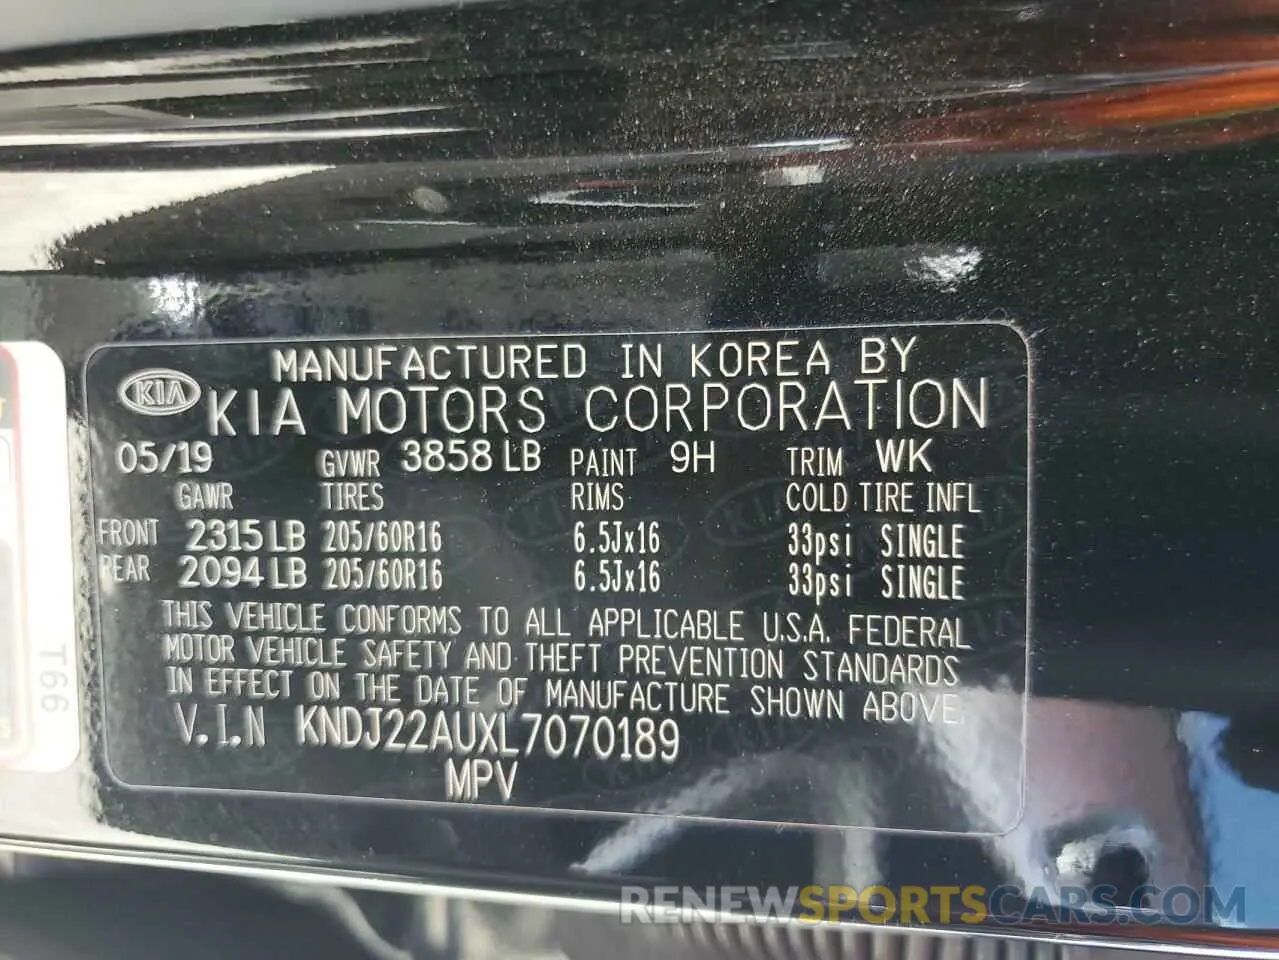 MANUFACTURED IN KOREA BY
KIA KIA MOTORS CORPORATION
05/19 GVWR 3858 LB PAINT 9H TRIM WK
GAWR TIRES RIMS COLD TIRE INFL
FRONT 2315 LB 205/60R16 6.5Jx16 33psi SINGLE
REAR 2094 LB 205/60R16 6.5Jx16 33psi SINGLE
THIS VEHICLE CONFORMS TO ALL APPLICABLE U.S.A. FEDERAL
MOTOR VEHICLE SAFETY AND THEFT PREVENTION STANDARDS
IN EFFECT ON THE DATE OF MANUFACTURE SHOWN ABOVE.
V.I.N KNDJ22AUXL7070189
MPV
RENEWSPORTSCARS.COM